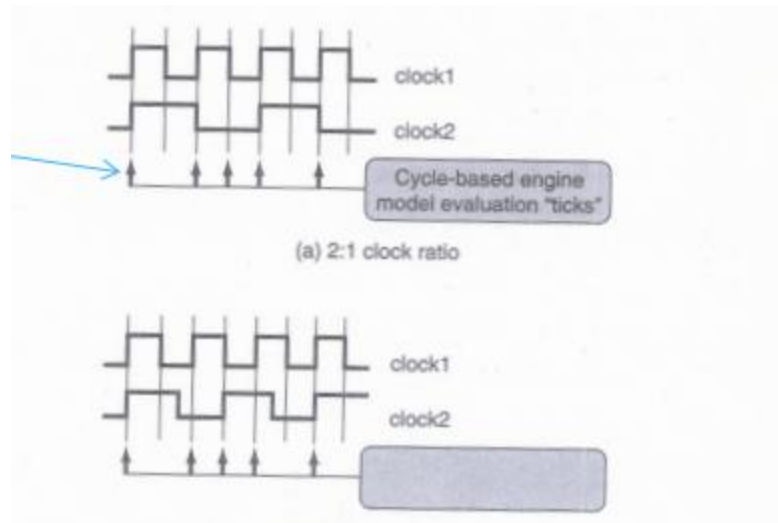 clock1
clock2
Cycle-based engine
model evaluation "ticks"
(a) 2:1 clock ratio
clock1
clock2